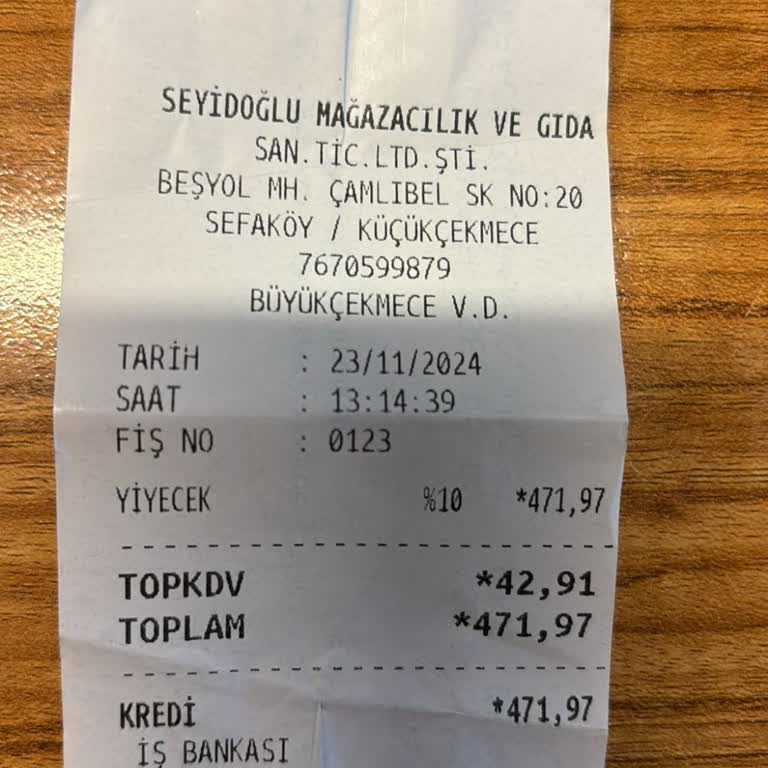 SEYİDOĞLU MAĞAZACILIK VE GIDA
SAN.TİC.LTD.ŞTİ.
BEŞYOL MH. ÇAMLIBEL SK NO:20
SEFAKÖY / KÜÇÜKÇEKMECE
7670599879
BÜYÜKÇEKMECE V.D.
TARİH : 23/11/2024
SAAT : 13:14:39
FİŞ NO : 0123
YİYECEK %10 *471,97
TOPKDV *42,91
TOPLAM *471,97
KREDİ *471,97
İŞ BANKASI